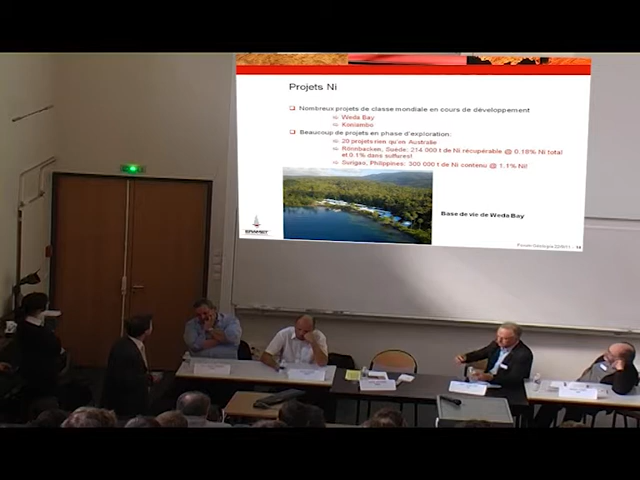 Projets Ni
Nombreux projets de classe mondiale en cours de développement
Weda Bay
Koniambo
Beaucoup de projets en phase d'exploration:
20 projets rien qu'en Australie
Rönnbacken, Suède: 214 000 t de Ni récupérable @ 0.18% Ni total
et 0.1% dans sulfures!
Surigao, Philippines: 300 000 t de Ni contenu @ 1.1% Ni!
Base de vie de Weda Bay
ERAMET